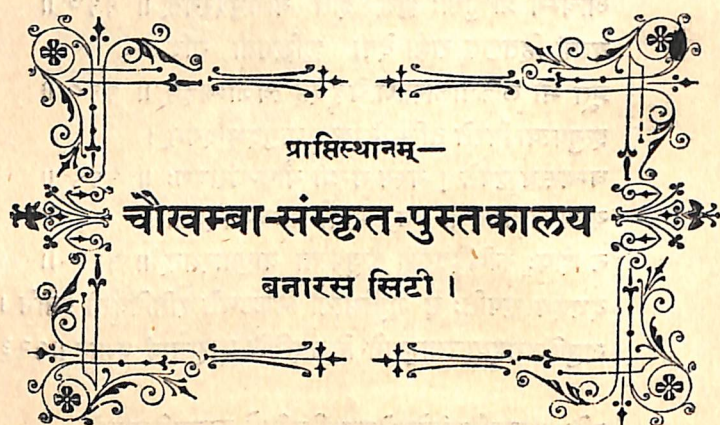 प्राप्तिस्थानम्—
चौखम्बा-संस्कृत-पुस्तकालय
बनारस सिटी ।